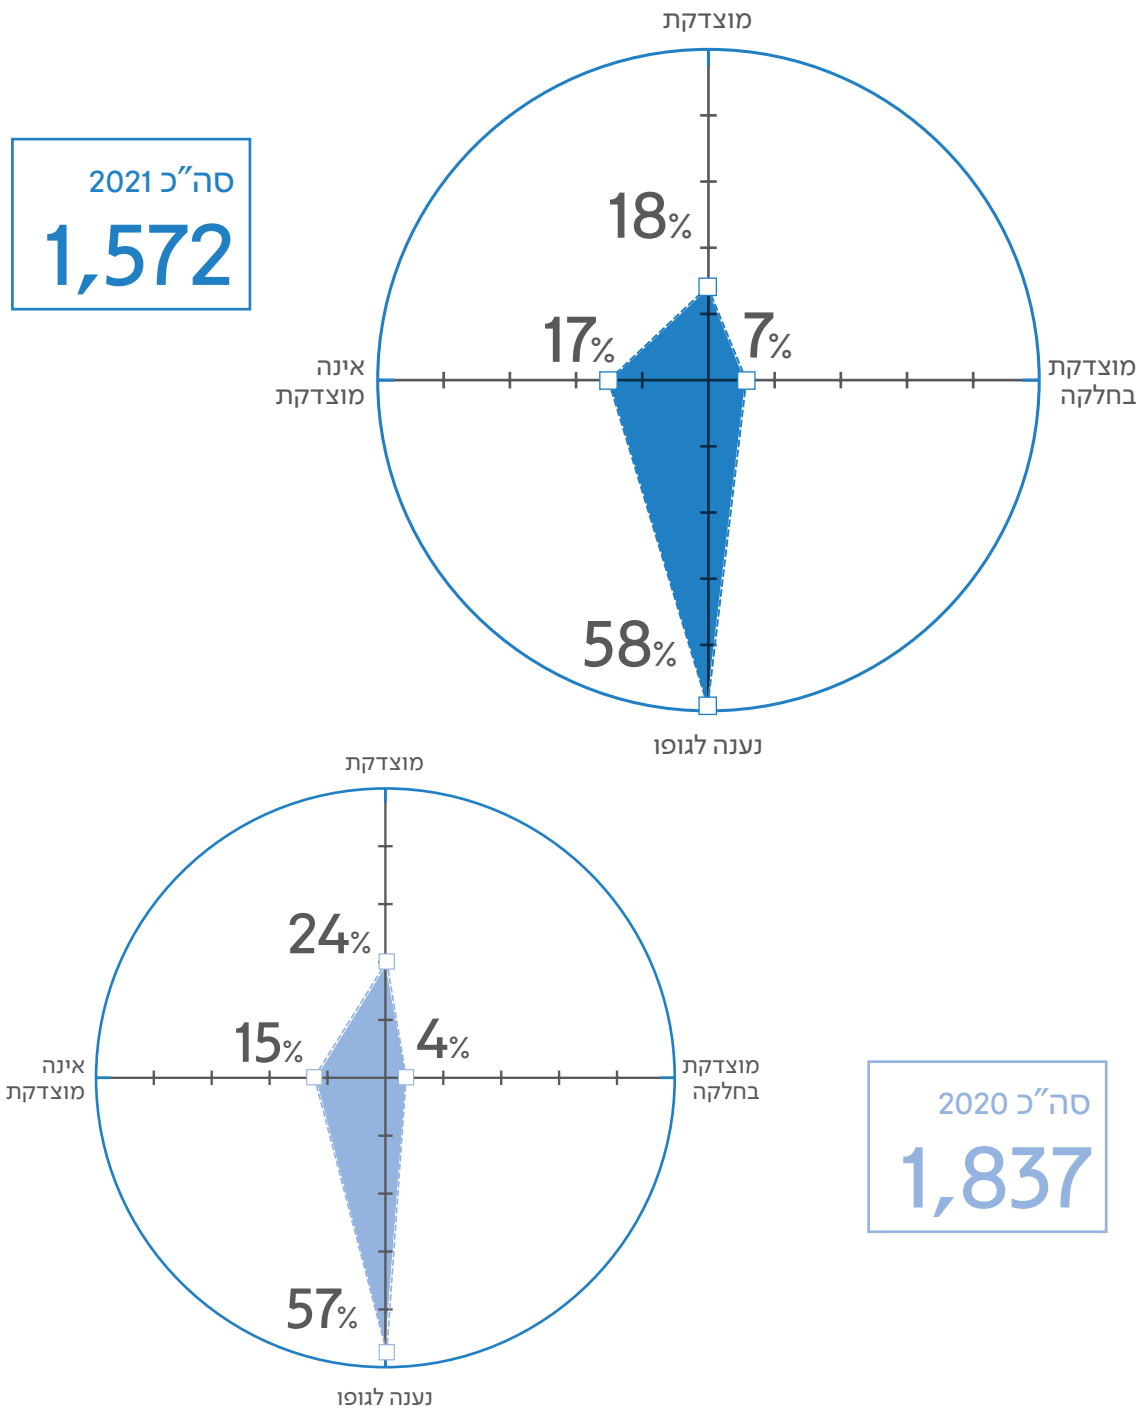 מוצדקת
סה״כ 2021
1,572
18%
17%
7%
אינה
מוצדקת
מוצדקת
בחלקה
58%
נענה לגופו
מוצדקת
24%
15%
4%
אינה
מוצדקת
מוצדקת
בחלקה
סה״כ 2020
1,837
57%
נענה לגופו